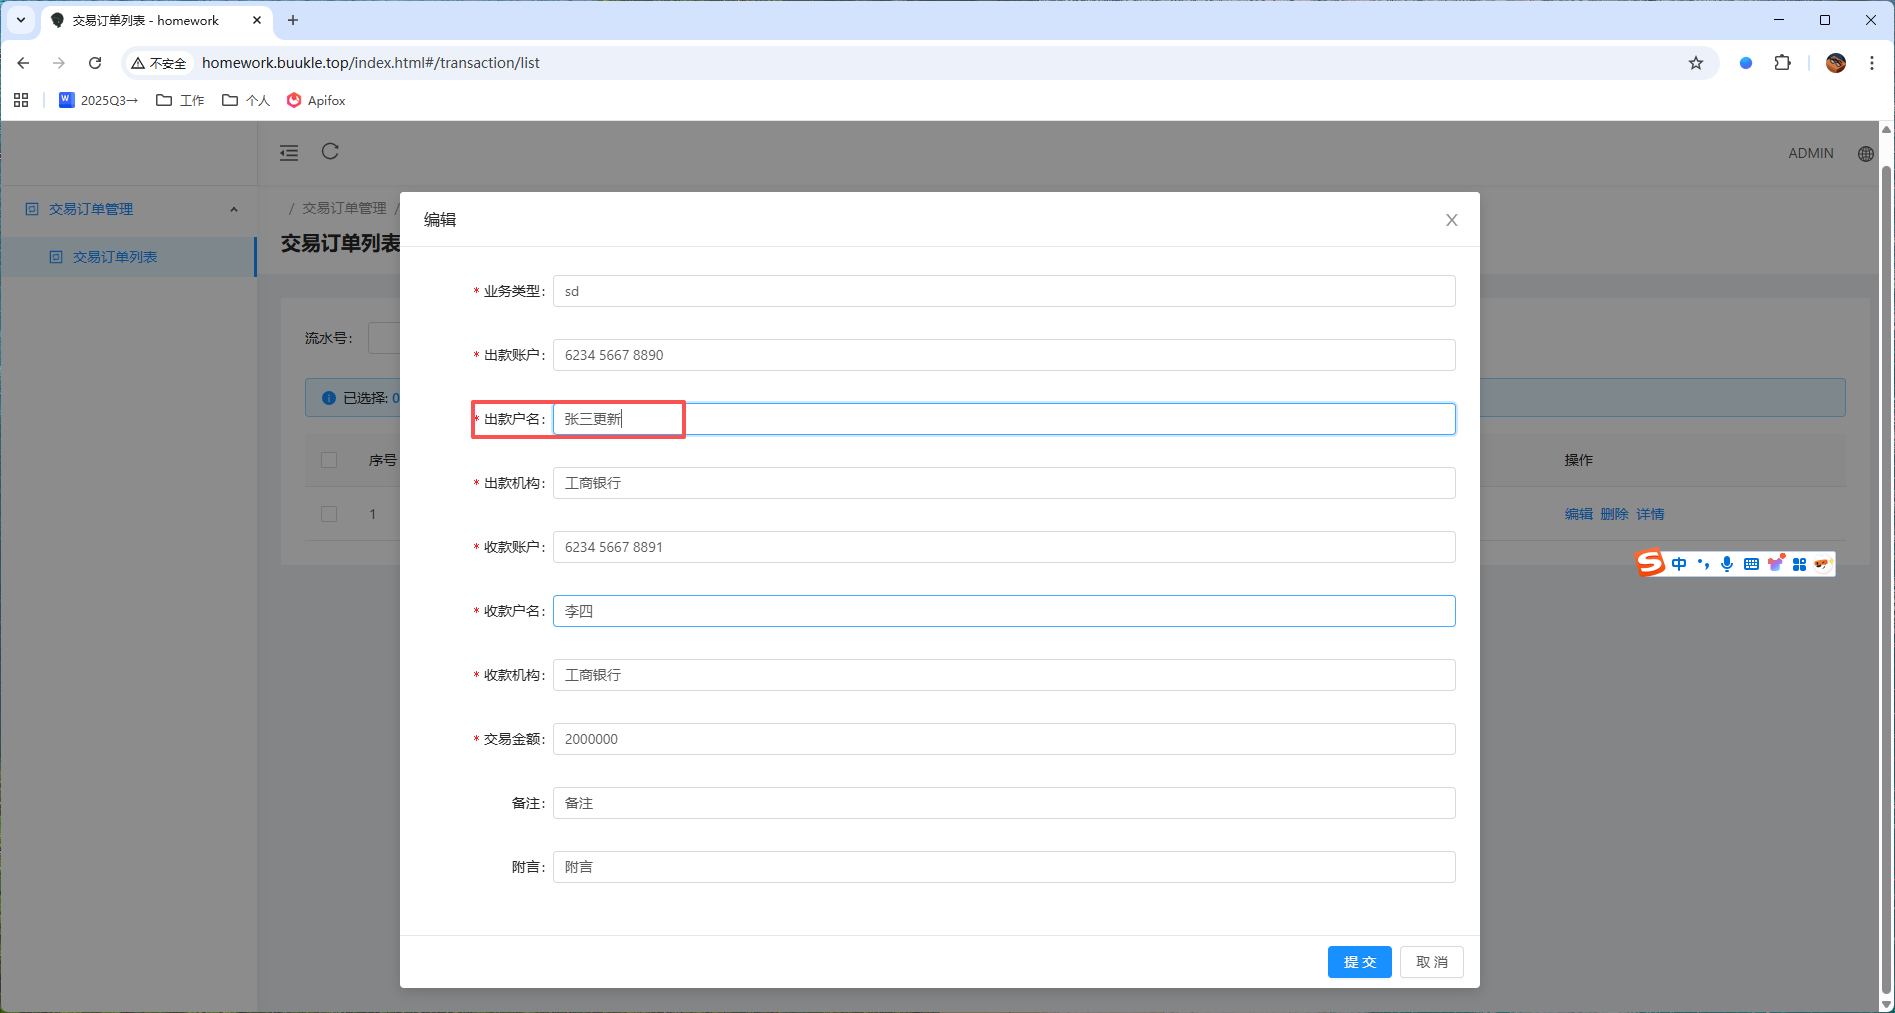 交易订单列表 - homework
不安全
homework.buukle.top/index.html#/transaction/list
2025Q3→
工作
个人
Apifox
ADMIN
交易订单管理
交易订单列表
/ 交易订单管理 /
交易订单列表
流水号:
已选择: 0
序号
操作
1
编辑 删除 详情
编辑
* 业务类型: sd
* 出款账户: 6234 5667 8890
* 出款户名: 张三更新
* 出款机构: 工商银行
* 收款账户: 6234 5667 8891
* 收款户名: 李四
* 收款机构: 工商银行
* 交易金额: 2000000
备注: 备注
附言: 附言
提 交
取 消
中